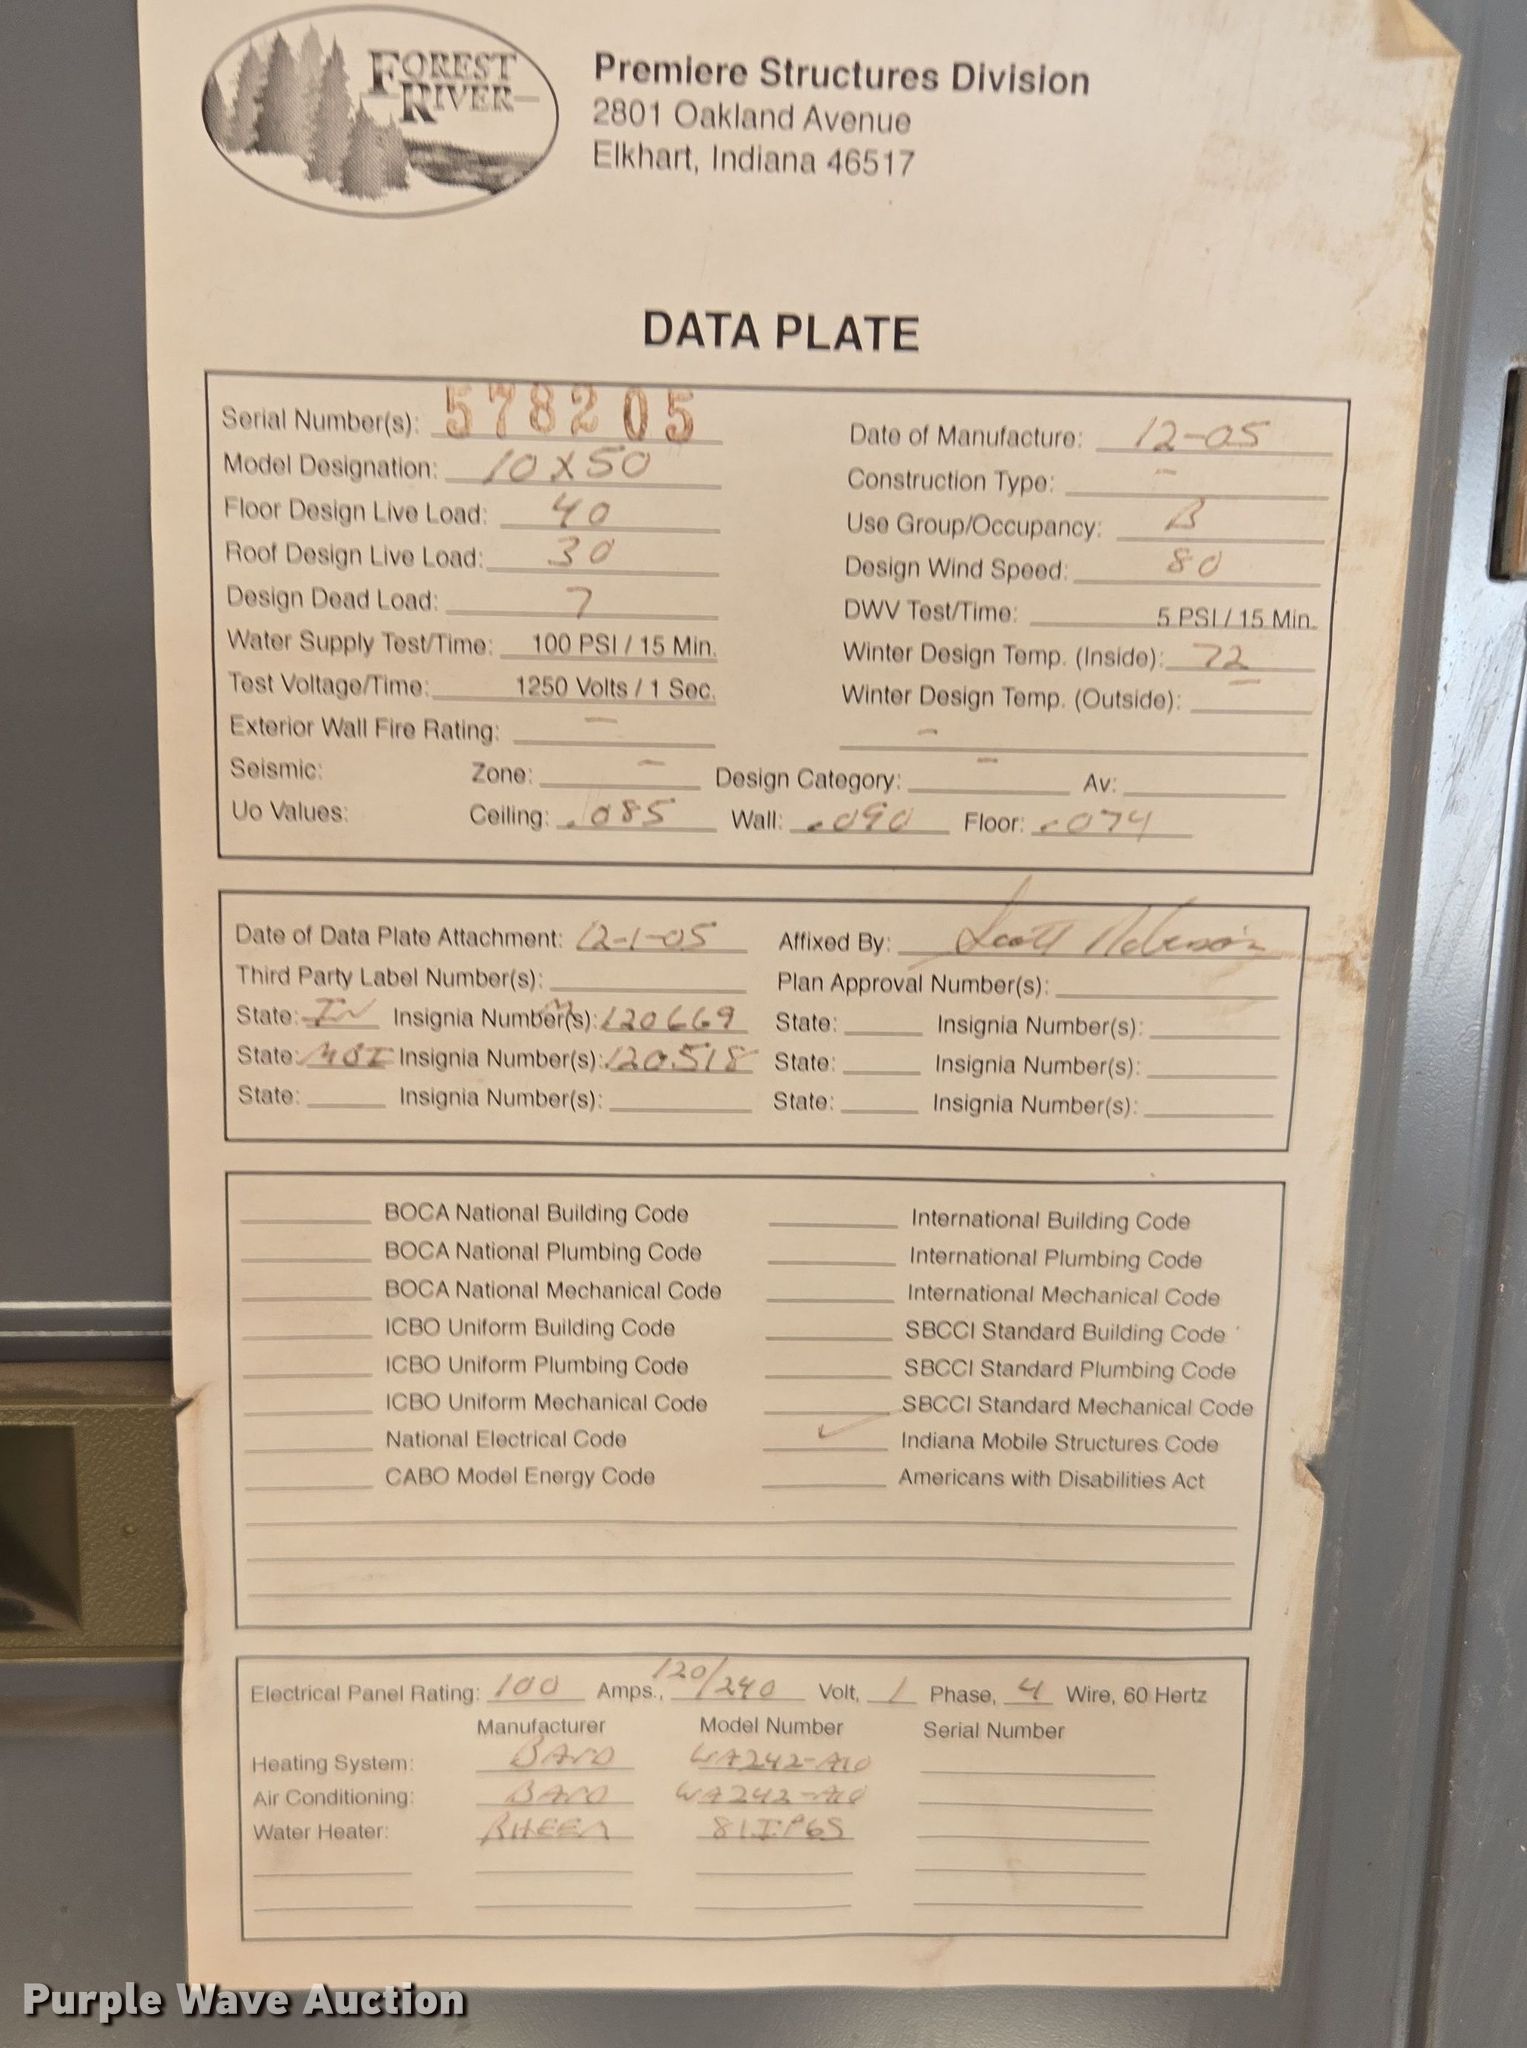 FOREST RIVER
Premiere Structures Division
2801 Oakland Avenue
Elkhart, Indiana 46517
DATA PLATE
Serial Number(s): 578205 Date of Manufacture: 12-05
Model Designation: 10X50 Construction Type: -
Floor Design Live Load: 40 Use Group/Occupancy: B
Roof Design Live Load: 30 Design Wind Speed: 80
Design Dead Load: 7 DWV Test/Time: 5 PSI / 15 Min.
Water Supply Test/Time: 100 PSI / 15 Min. Winter Design Temp. (Inside): 72
Test Voltage/Time: 1250 Volts / 1 Sec. Winter Design Temp. (Outside): -
Exterior Wall Fire Rating: - -
Seismic: Zone: - Design Category: - Av:
Uo Values: Ceiling: .085 Wall: .090 Floor: .074
Date of Data Plate Attachment: 12-1-05 Affixed By: Scott
Third Party Label Number(s): Plan Approval Number(s):
State: IN Insignia Number(s): 120669 State: Insignia Number(s):
State: MBI Insignia Number(s): 120518 State: Insignia Number(s):
State: Insignia Number(s): State: Insignia Number(s):
BOCA National Building Code International Building Code
BOCA National Plumbing Code International Plumbing Code
BOCA National Mechanical Code International Mechanical Code
ICBO Uniform Building Code SBCCI Standard Building Code
ICBO Uniform Plumbing Code SBCCI Standard Plumbing Code
ICBO Uniform Mechanical Code SBCCI Standard Mechanical Code
National Electrical Code ✓ Indiana Mobile Structures Code
CABO Model Energy Code Americans with Disabilities Act
Electrical Panel Rating: 100 Amps., 120/240 Volt, 1 Phase, 4 Wire, 60 Hertz
Manufacturer Model Number Serial Number
Heating System: BARD WA242-A10
Air Conditioning: BARD WA242-A10
Water Heater: RHEEM 81IP6S
Purple Wave Auction